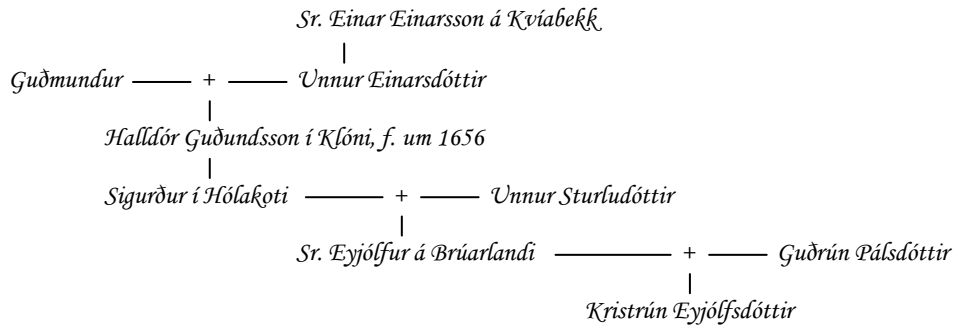 Sr. Einar Einarsson á Kvíabekk
Guðmundur + Unnur Einarsdóttir
Halldór Guðundsson í Klóni, f. um 1656
Sigurður í Hólakoti + Unnur Sturludóttir
Sr. Eyjólfur á Brúarlandi + Guðrún Pálsdóttir
Kristrún Eyjólfsdóttir